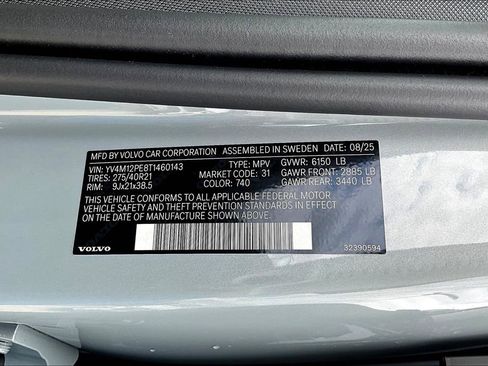 MFD BY VOLVO CAR CORPORATION ASSEMBLED IN SWEDEN DATE: 08/25
VIN: YV4M12PE8T1460143 TYPE: MPV GVWR: 6150 LB
TIRES: 275/40R21 MARKET CODE: 31 GAWR FRONT: 2885 LB
RIM: 9Jx21x38.5 COLOR: 740 GAWR REAR: 3440 LB
THIS VEHICLE CONFORMS TO ALL APPLICABLE FEDERAL MOTOR
VEHICLE SAFETY AND THEFT PREVENTION STANDARDS IN EFFECT ON
THE DATE OF MANUFACTURE SHOWN ABOVE.
VOLVO 32390594